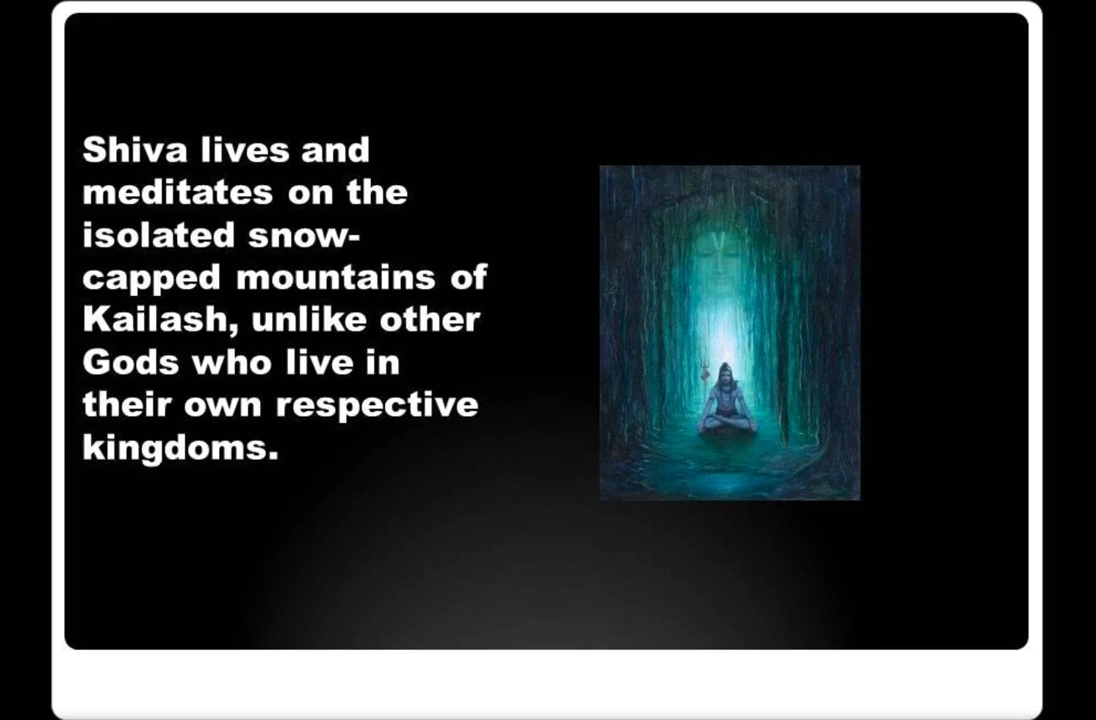 Shiva lives and
meditates on the
isolated snow-
capped mountains of
Kailash, unlike other
Gods who live in
their own respective
kingdoms.